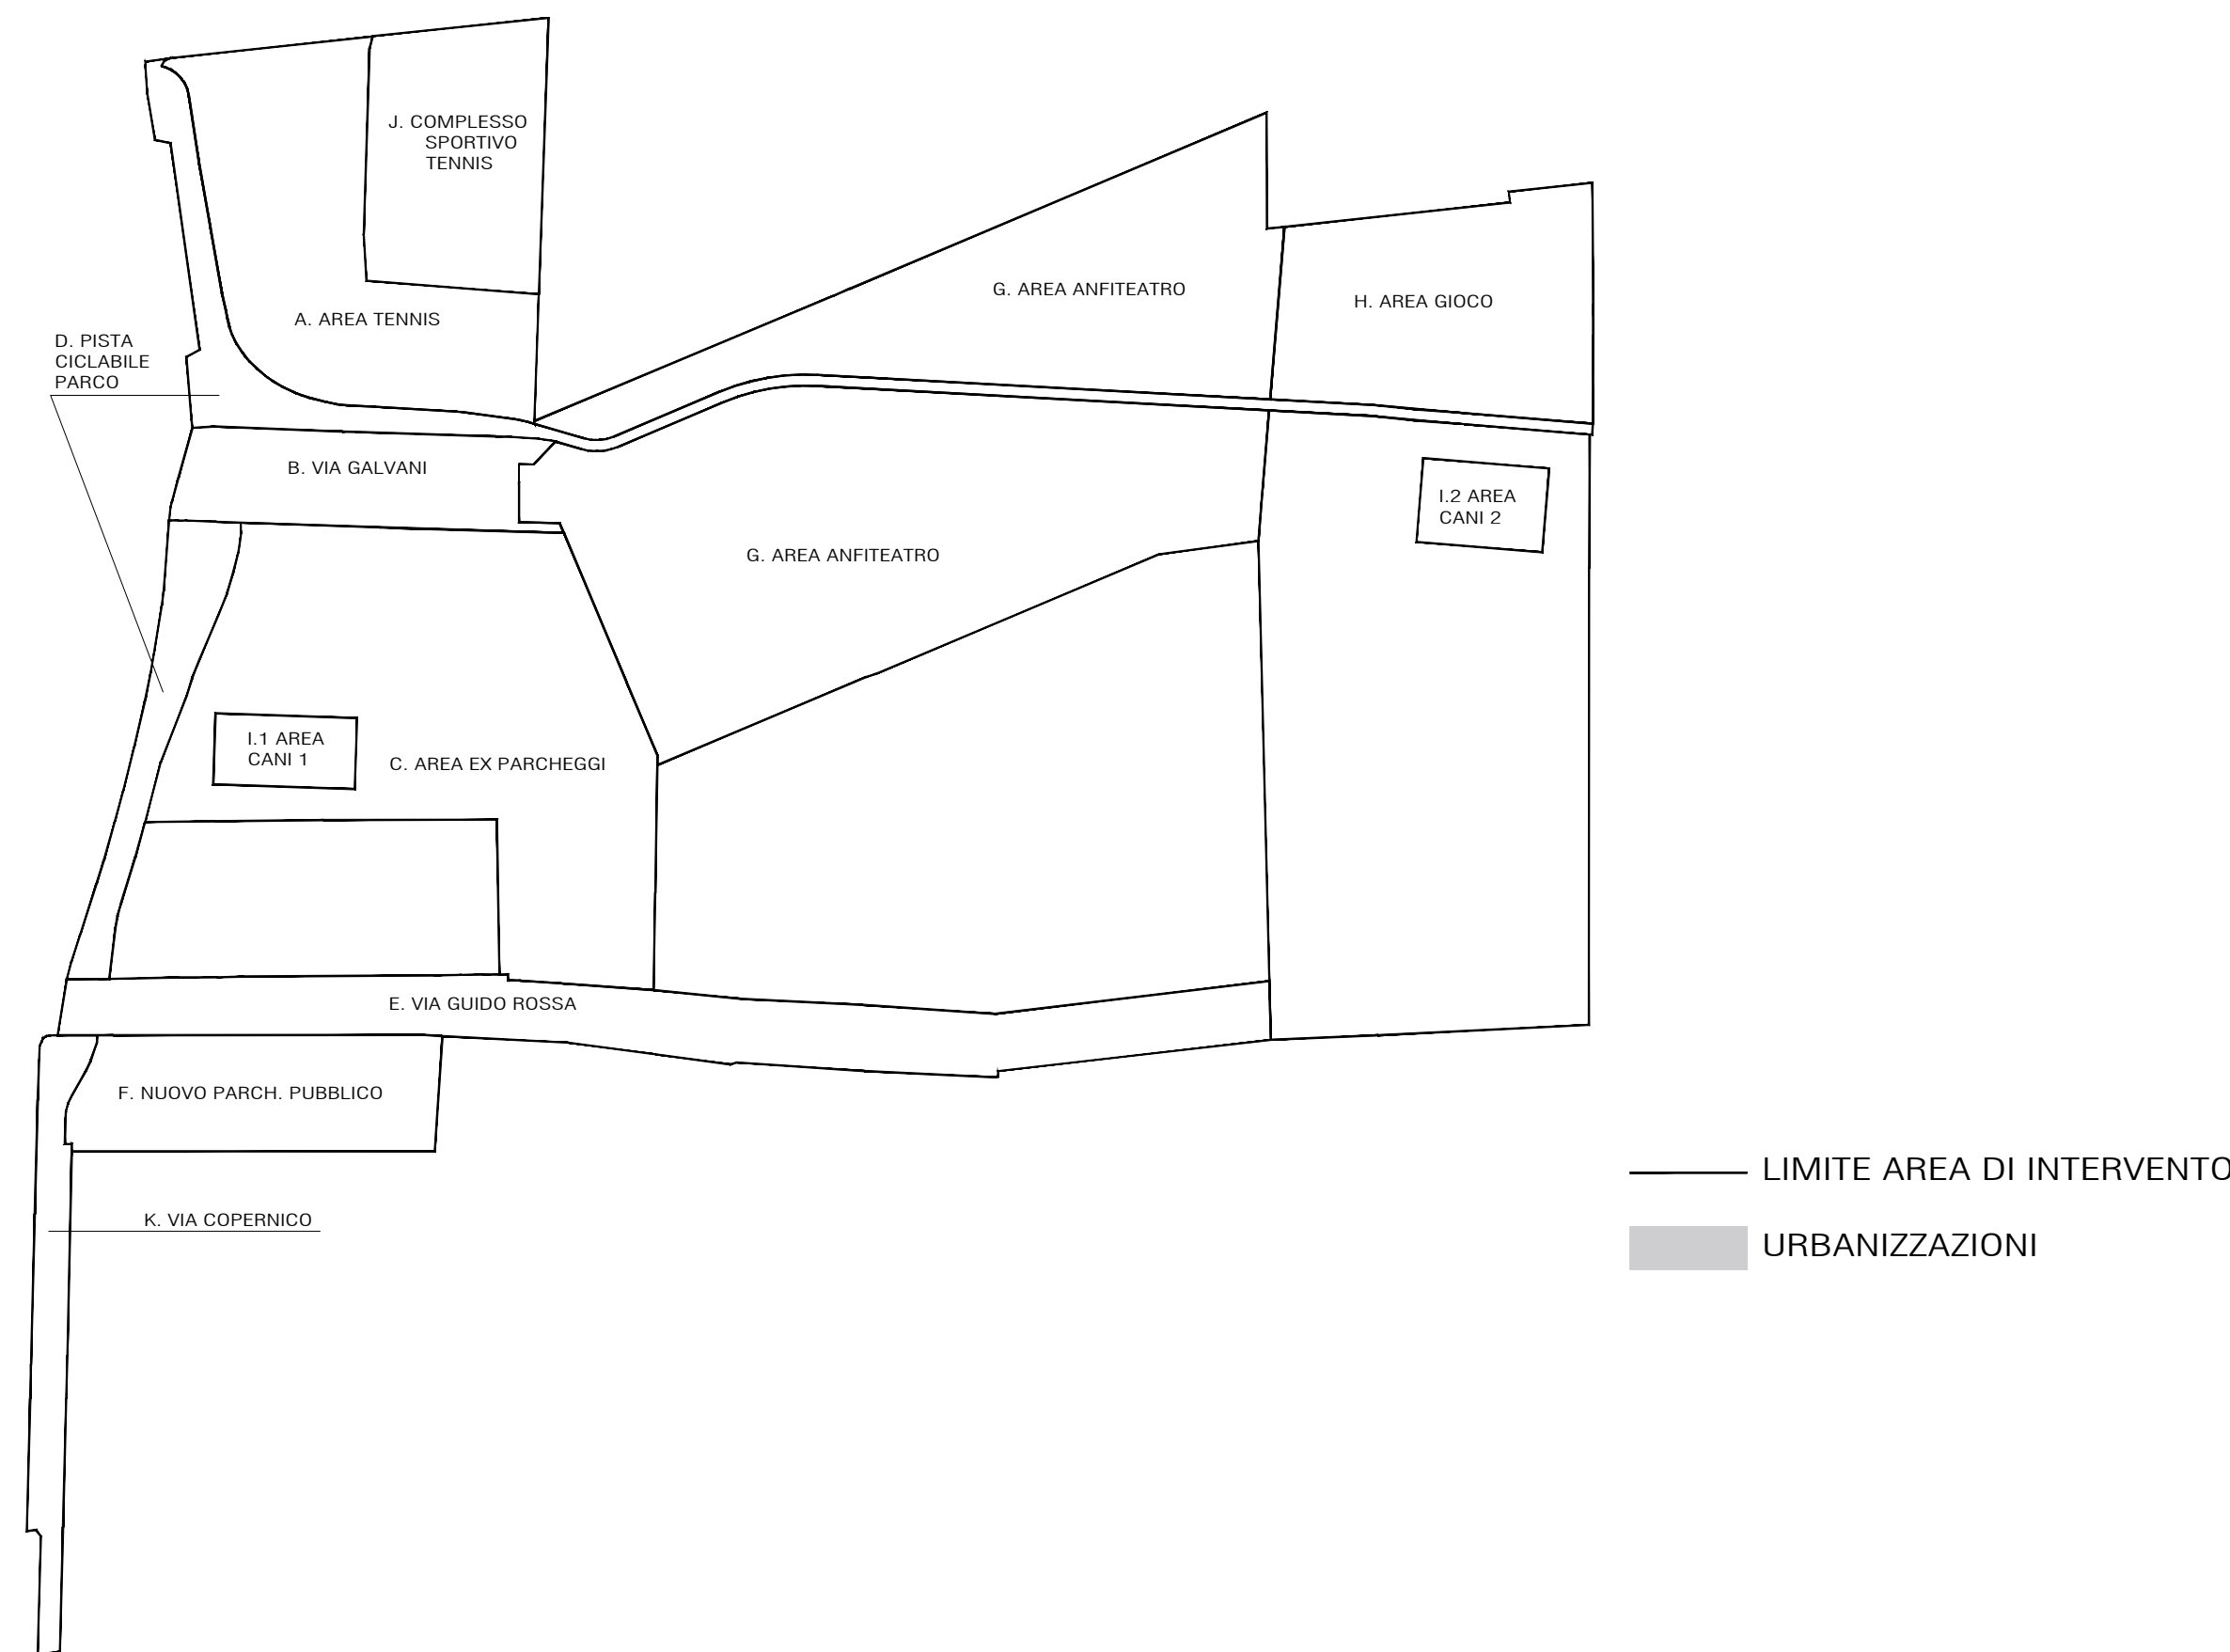 J. COMPLESSO
SPORTIVO
TENNIS
G. AREA ANFITEATRO
H. AREA GIOCO
A. AREA TENNIS
D. PISTA
CICLABILE
PARCO
B. VIA GALVANI
I.2 AREA
CANI 2
G. AREA ANFITEATRO
I.1 AREA
CANI 1
C. AREA EX PARCHEGGI
E. VIA GUIDO ROSSA
F. NUOVO PARCH. PUBBLICO
K. VIA COPERNICO
LIMITE AREA DI INTERVENTO
URBANIZZAZIONI